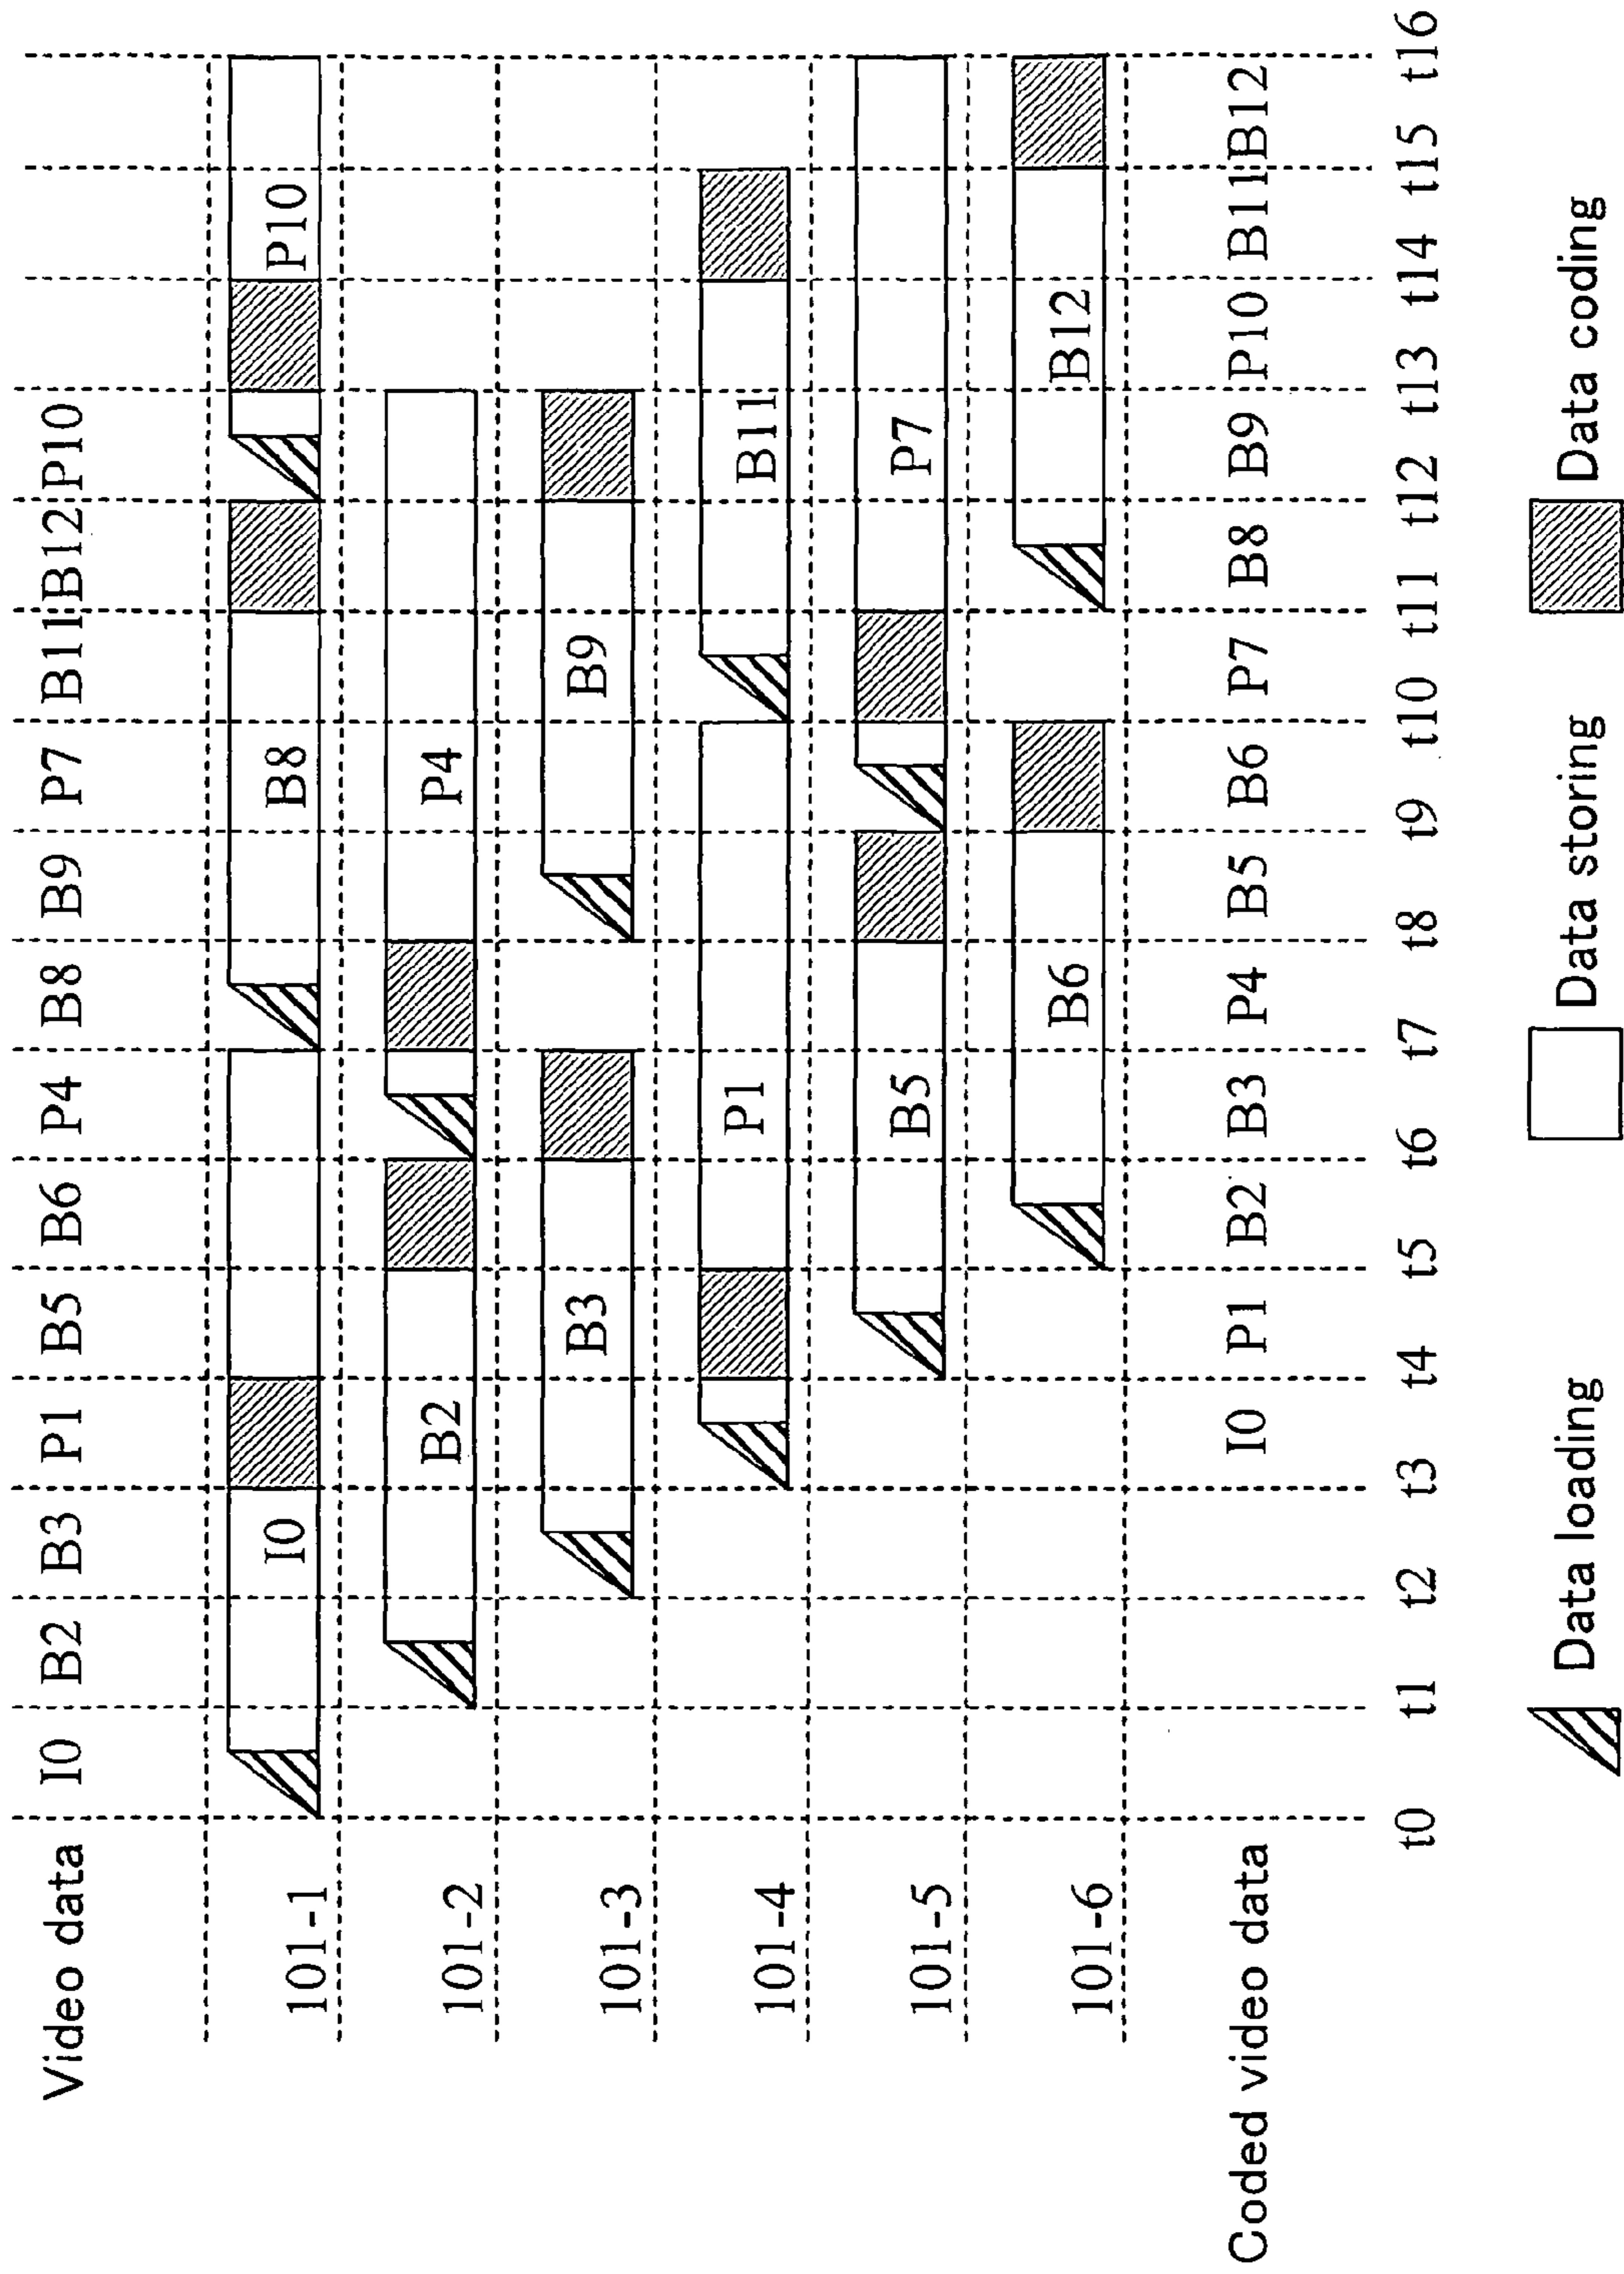 Video data I0 B2 B3 P1 B5 B6 P4 B8 B9 P7 B11 B12 P10
101-1 I0 B8 P10
101-2 B2 P4
101-3 B3 B9
101-4 P1 B11
101-5 B5 P7
101-6 B6 B12
Coded video data I0 P1 B2 B3 P4 B5 B6 P7 B8 B9 P10 B11 B12
t0 t1 t2 t3 t4 t5 t6 t7 t8 t9 t10 t11 t12 t13 t14 t15 t16
Data loading Data storing Data coding